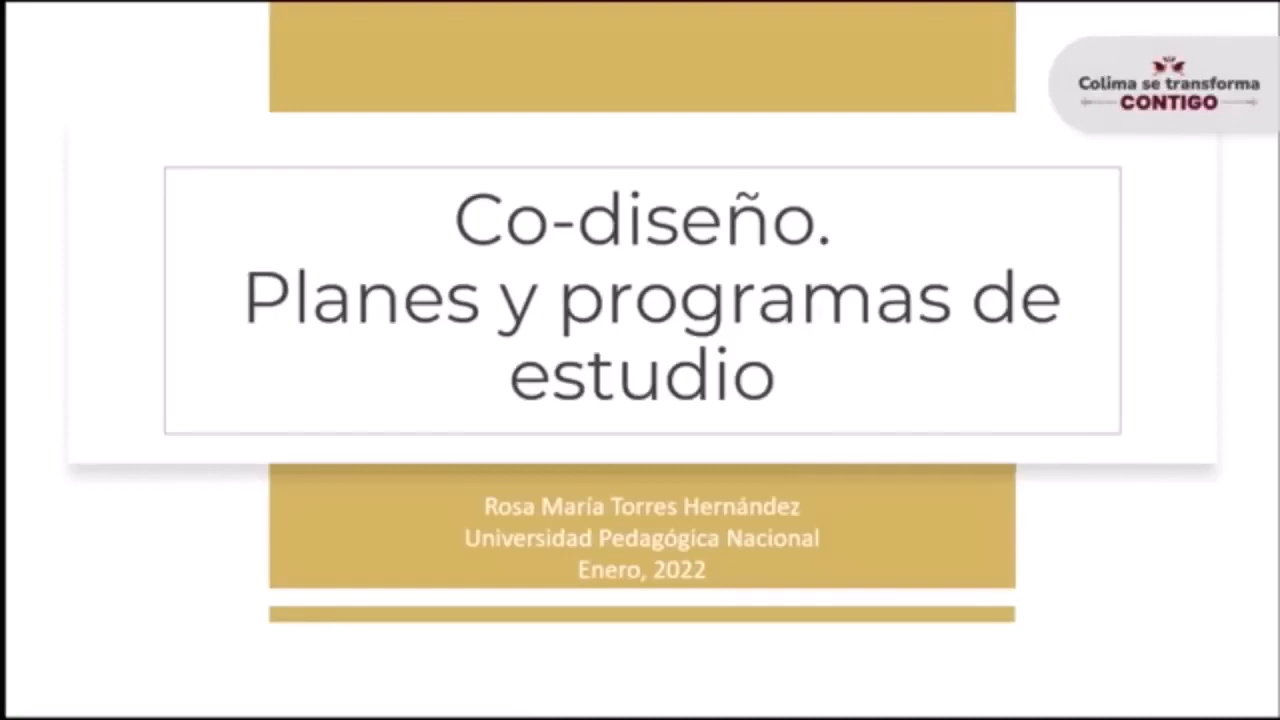 Colima se transforma
CONTIGO
Co-diseño.
Planes y programas de
estudio
Rosa María Torres Hernández
Universidad Pedagógica Nacional
Enero, 2022